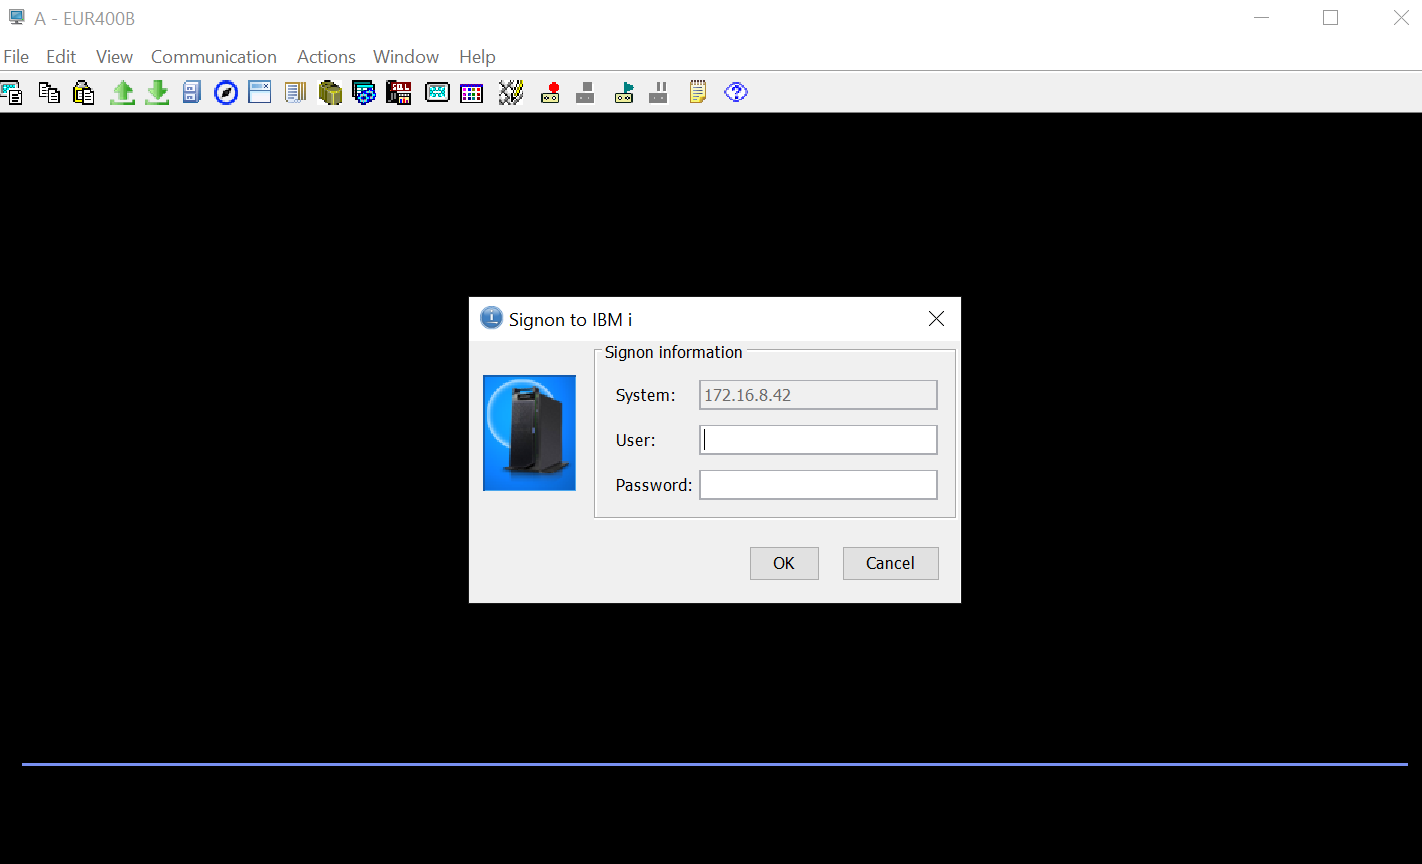 A - EUR400B
File Edit View Communication Actions Window Help
Signon to IBM i
Signon information
System: 172.16.8.42
User:
Password:
OK Cancel